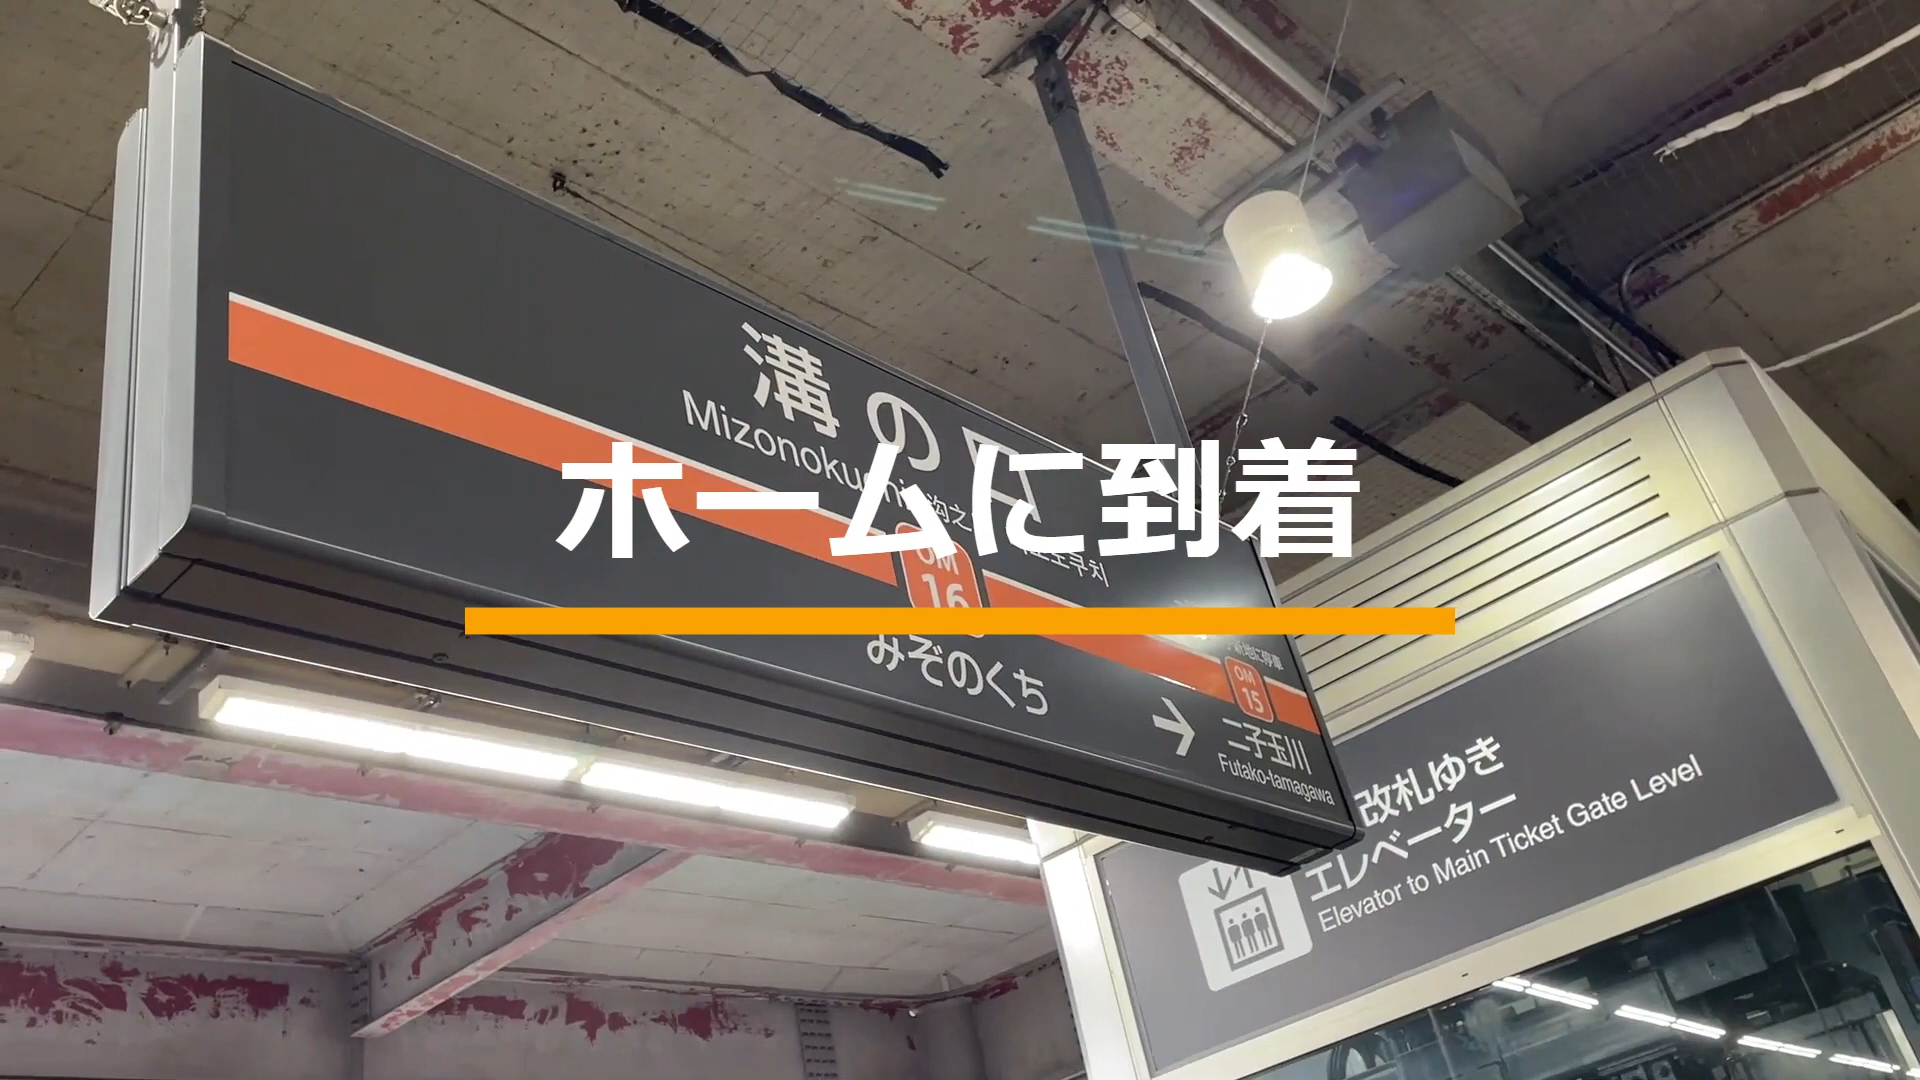 溝の口
Mizonokuchi
ホームに到着
OM
16
みぞのくち
OM
15
二子玉川
Futako-tamagawa
改札ゆき
エレベーター
Elevator to Main Ticket Gate Level